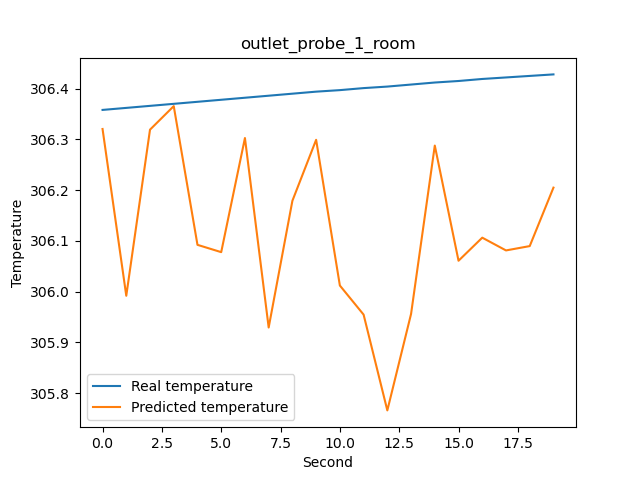 outlet_probe_1_room
Temperature
306.4
306.3
306.2
306.1
306.0
305.9
305.8
Real temperature
Predicted temperature
0.0 2.5 5.0 7.5 10.0 12.5 15.0 17.5
Second